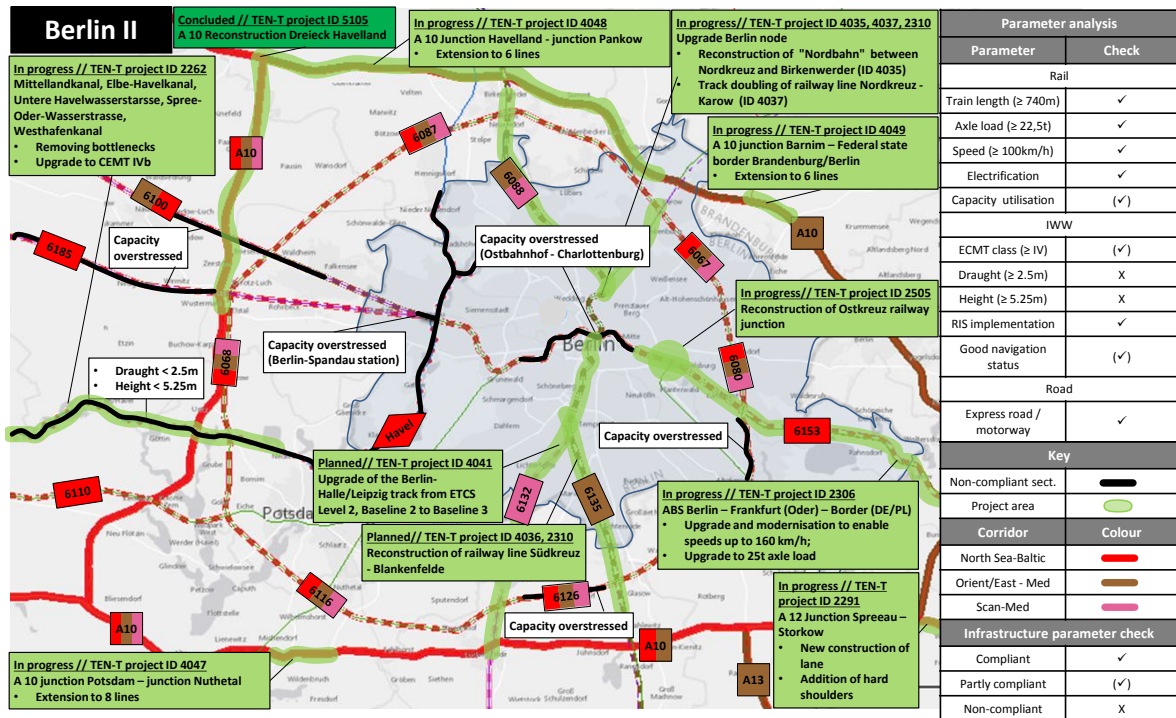 Berlin II
Concluded // TEN-T project ID 5105
A 10 Reconstruction Dreieck Havelland
In progress // TEN-T project ID 4048
A 10 Junction Havelland - junction Pankow
• Extension to 6 lines
In progress // TEN-T project ID 4035, 4037, 2310
Upgrade Berlin node
• Reconstruction of "Nordbahn" between
Nordkreuz and Birkenwerder (ID 4035)
• Track doubling of railway line Nordkreuz -
Karow (ID 4037)
In progress // TEN-T project ID 2262
Mittellandkanal, Elbe-Havelkanal,
Untere Havelwasserstarsse, Spree-
Oder-Wasserstrasse,
Westhafenkanal
• Removing bottlenecks
• Upgrade to CEMT IVb
In progress // TEN-T project ID 4049
A 10 junction Barnim – Federal state
border Brandenburg/Berlin
• Extension to 6 lines
A10
6087
6088
6100
6185
Capacity
overstressed
Capacity overstressed
(Ostbahnhof - Charlottenburg)
A10
6067
In progress// TEN-T project ID 2505
Reconstruction of Ostkreuz railway
junction
Capacity overstressed
(Berlin-Spandau station)
Berlin
BRANDENBURG
BERLIN
6068
6080
• Draught < 2.5m
• Height < 5.25m
Havel
Capacity overstressed
6153
6110
Potsda
Planned// TEN-T project ID 4041
Upgrade of the Berlin-
Halle/Leipzig track from ETCS
Level 2, Baseline 2 to Baseline 3
6132
6135
BERLIN
In progress // TEN-T project ID 2306
ABS Berlin – Frankfurt (Oder) – Border (DE/PL)
• Upgrade and modernisation to enable
speeds up to 160 km/h;
• Upgrade to 25t axle load
Planned// TEN-T project ID 4036, 2310
Reconstruction of railway line Südkreuz
- Blankenfelde
6116
6126
Capacity overstressed
In progress // TEN-T
project ID 2291
A 12 Junction Spreeau –
Storkow
• New construction of
lane
• Addition of hard
shoulders
A10
A10
A13
In progress // TEN-T project ID 4047
A 10 junction Potsdam – junction Nuthetal
• Extension to 8 lines
Parameter analysis
Parameter Check
Rail
Train length (≥ 740m) ✓
Axle load (≥ 22,5t) ✓
Speed (≥ 100km/h) ✓
Electrification ✓
Capacity utilisation (✓)
IWW
ECMT class (≥ IV) (✓)
Draught (≥ 2.5m) X
Height (≥ 5.25m) X
RIS implementation ✓
Good navigation
status (✓)
Road
Express road /
motorway ✓
Key
Non-compliant sect.
Project area
Corridor Colour
North Sea-Baltic
Orient/East - Med
Scan-Med
Infrastructure parameter check
Compliant ✓
Partly compliant (✓)
Non-compliant X